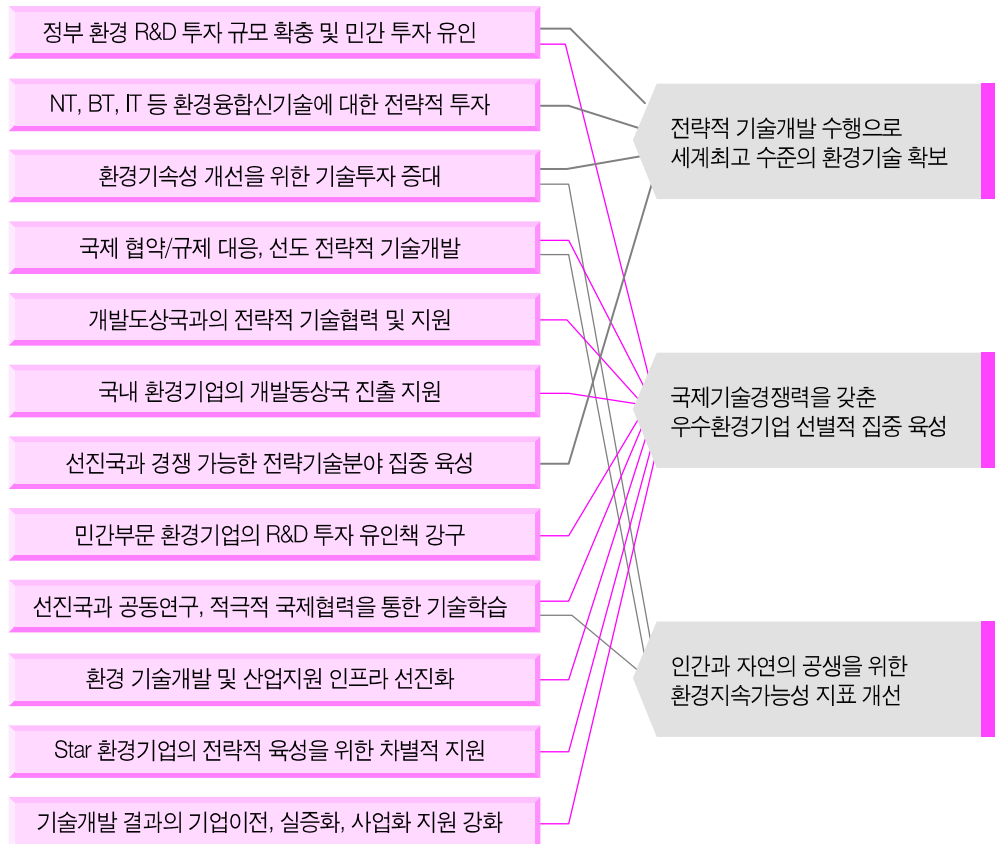 정부 환경 R&D 투자 규모 확충 및 민간 투자 유인
NT, BT, IT 등 환경융합신기술에 대한 전략적 투자
환경기속성 개선을 위한 기술투자 증대
국제 협약/규제 대응, 선도 전략적 기술개발
개발도상국과의 전략적 기술협력 및 지원
국내 환경기업의 개발동상국 진출 지원
선진국과 경쟁 가능한 전략기술분야 집중 육성
민간부문 환경기업의 R&D 투자 유인책 강구
선진국과 공동연구, 적극적 국제협력을 통한 기술학습
환경 기술개발 및 산업지원 인프라 선진화
Star 환경기업의 전략적 육성을 위한 차별적 지원
기술개발 결과의 기업이전, 실증화, 사업화 지원 강화
전략적 기술개발 수행으로
세계최고 수준의 환경기술 확보
국제기술경쟁력을 갖춘
우수환경기업 선별적 집중 육성
인간과 자연의 공생을 위한
환경지속가능성 지표 개선